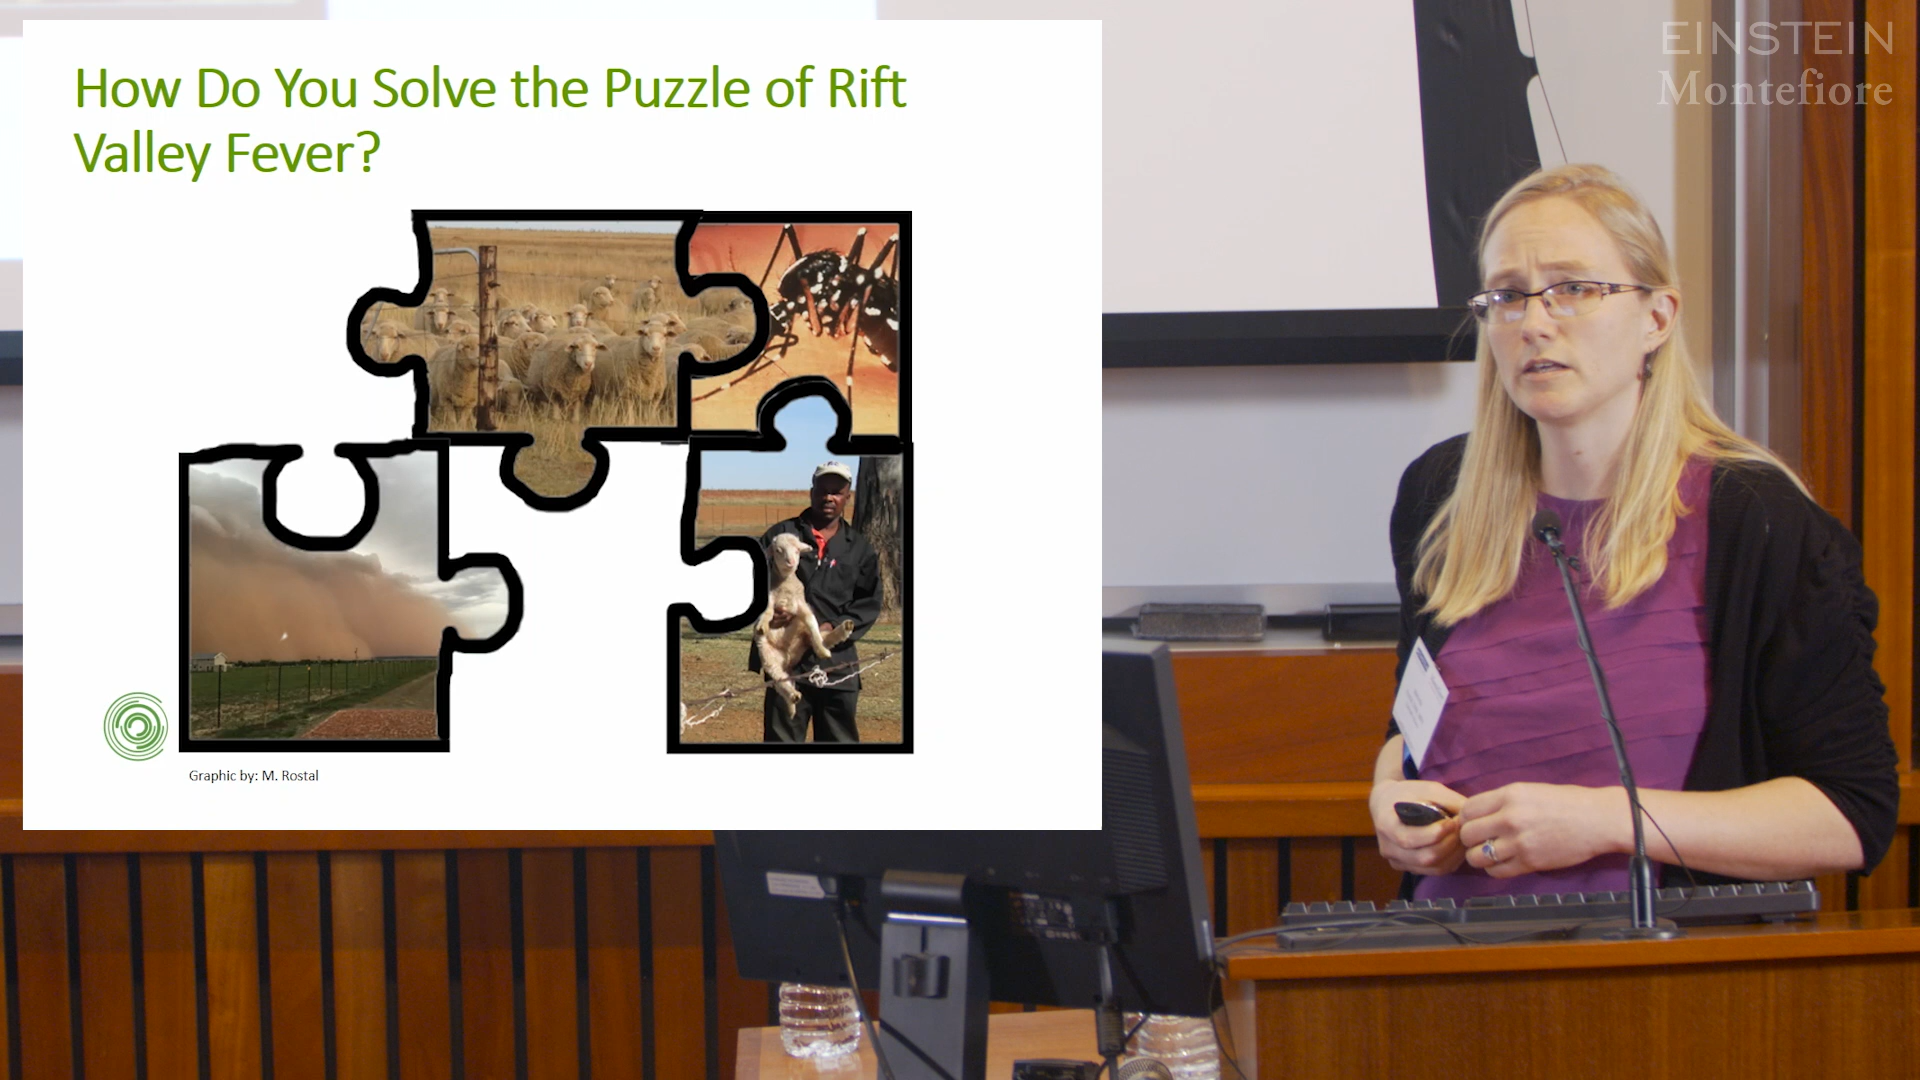 How Do You Solve the Puzzle of Rift
Valley Fever?
Graphic by: M. Rostal
EINSTEIN
Montefiore